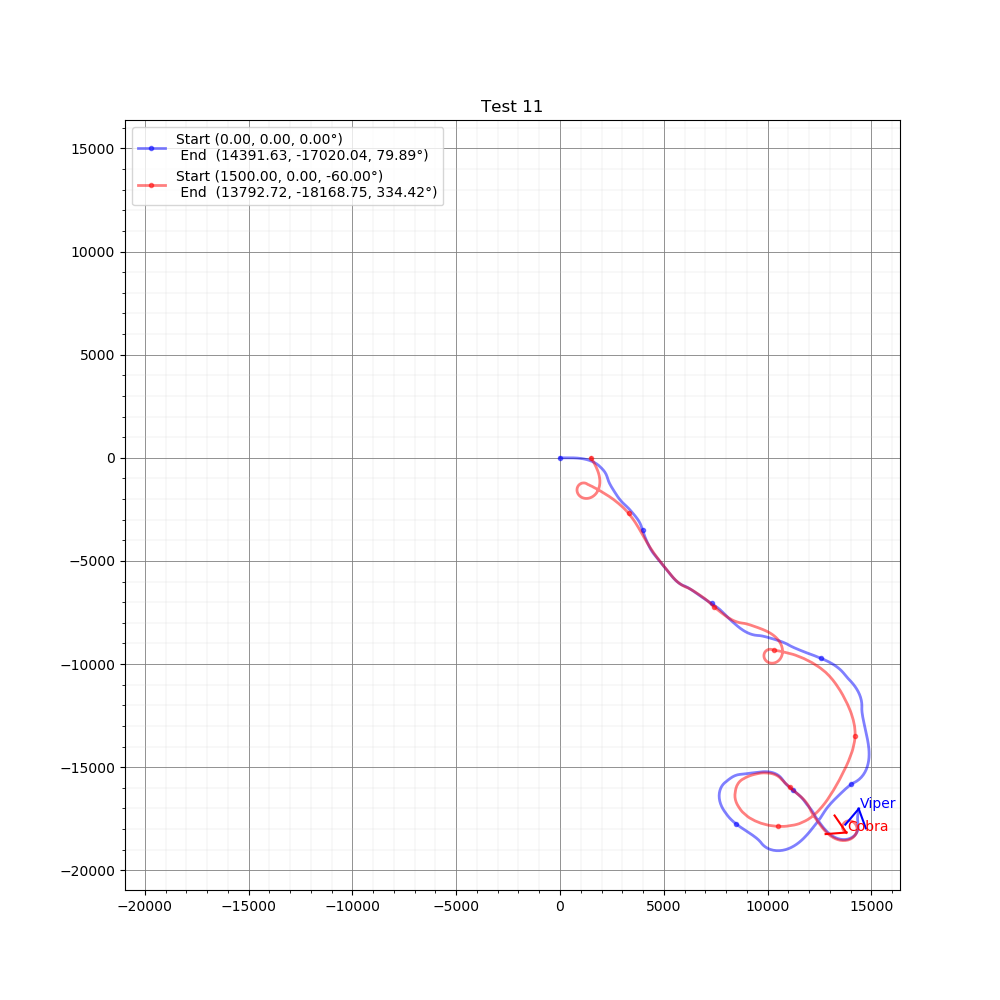 Test 11
Start (0.00, 0.00, 0.00°)
End  (14391.63, -17020.04, 79.89°)
Start (1500.00, 0.00, -60.00°)
End  (13792.72, -18168.75, 334.42°)
15000
10000
5000
0
−5000
−10000
−15000
−20000
Viper
Cobra
−20000 −15000 −10000 −5000 0 5000 10000 15000